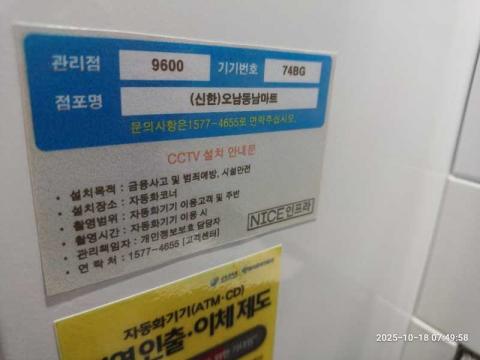 관리점 9600 기기번호 74BG
점포명 (신한)오남동남마트
문의사항은1577-4655로 연락주십시오.
CCTV 설치 안내문
• 설치목적 : 금융사고 및 범죄예방, 시설안전
• 설치장소 : 자동화코너
• 촬영범위 : 자동화기기 이용고객 및 주변
• 촬영시간 : 자동화기기 이용 시
• 관리책임자 : 개인정보보호 담당자
• 연 락 처 : 1577-4655 [고객센터]
NICE인프라
자동화기기(ATM·CD)
인출·이체 제도
2025-10-18 07:49:58